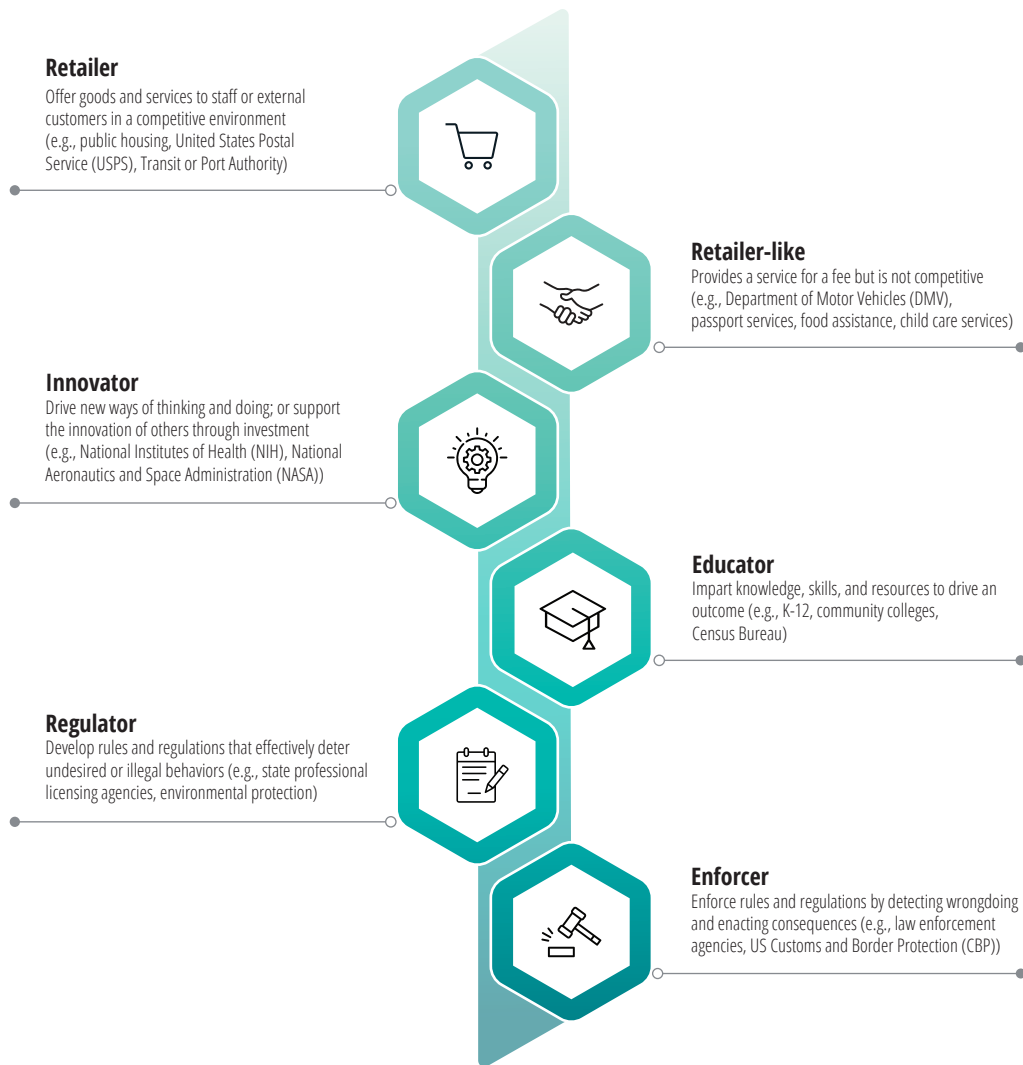 Retailer
Offer goods and services to staff or external
customers in a competitive environment
(e.g., public housing, United States Postal
Service (USPS), Transit or Port Authority)
Retailer-like
Provides a service for a fee but is not competitive
(e.g., Department of Motor Vehicles (DMV),
passport services, food assistance, child care services)
Innovator
Drive new ways of thinking and doing; or support
the innovation of others through investment
(e.g., National Institutes of Health (NIH), National
Aeronautics and Space Administration (NASA))
Educator
Impart knowledge, skills, and resources to drive an
outcome (e.g., K-12, community colleges,
Census Bureau)
Regulator
Develop rules and regulations that effectively deter
undesired or illegal behaviors (e.g., state professional
licensing agencies, environmental protection)
Enforcer
Enforce rules and regulations by detecting wrongdoing
and enacting consequences (e.g., law enforcement
agencies, US Customs and Border Protection (CBP))